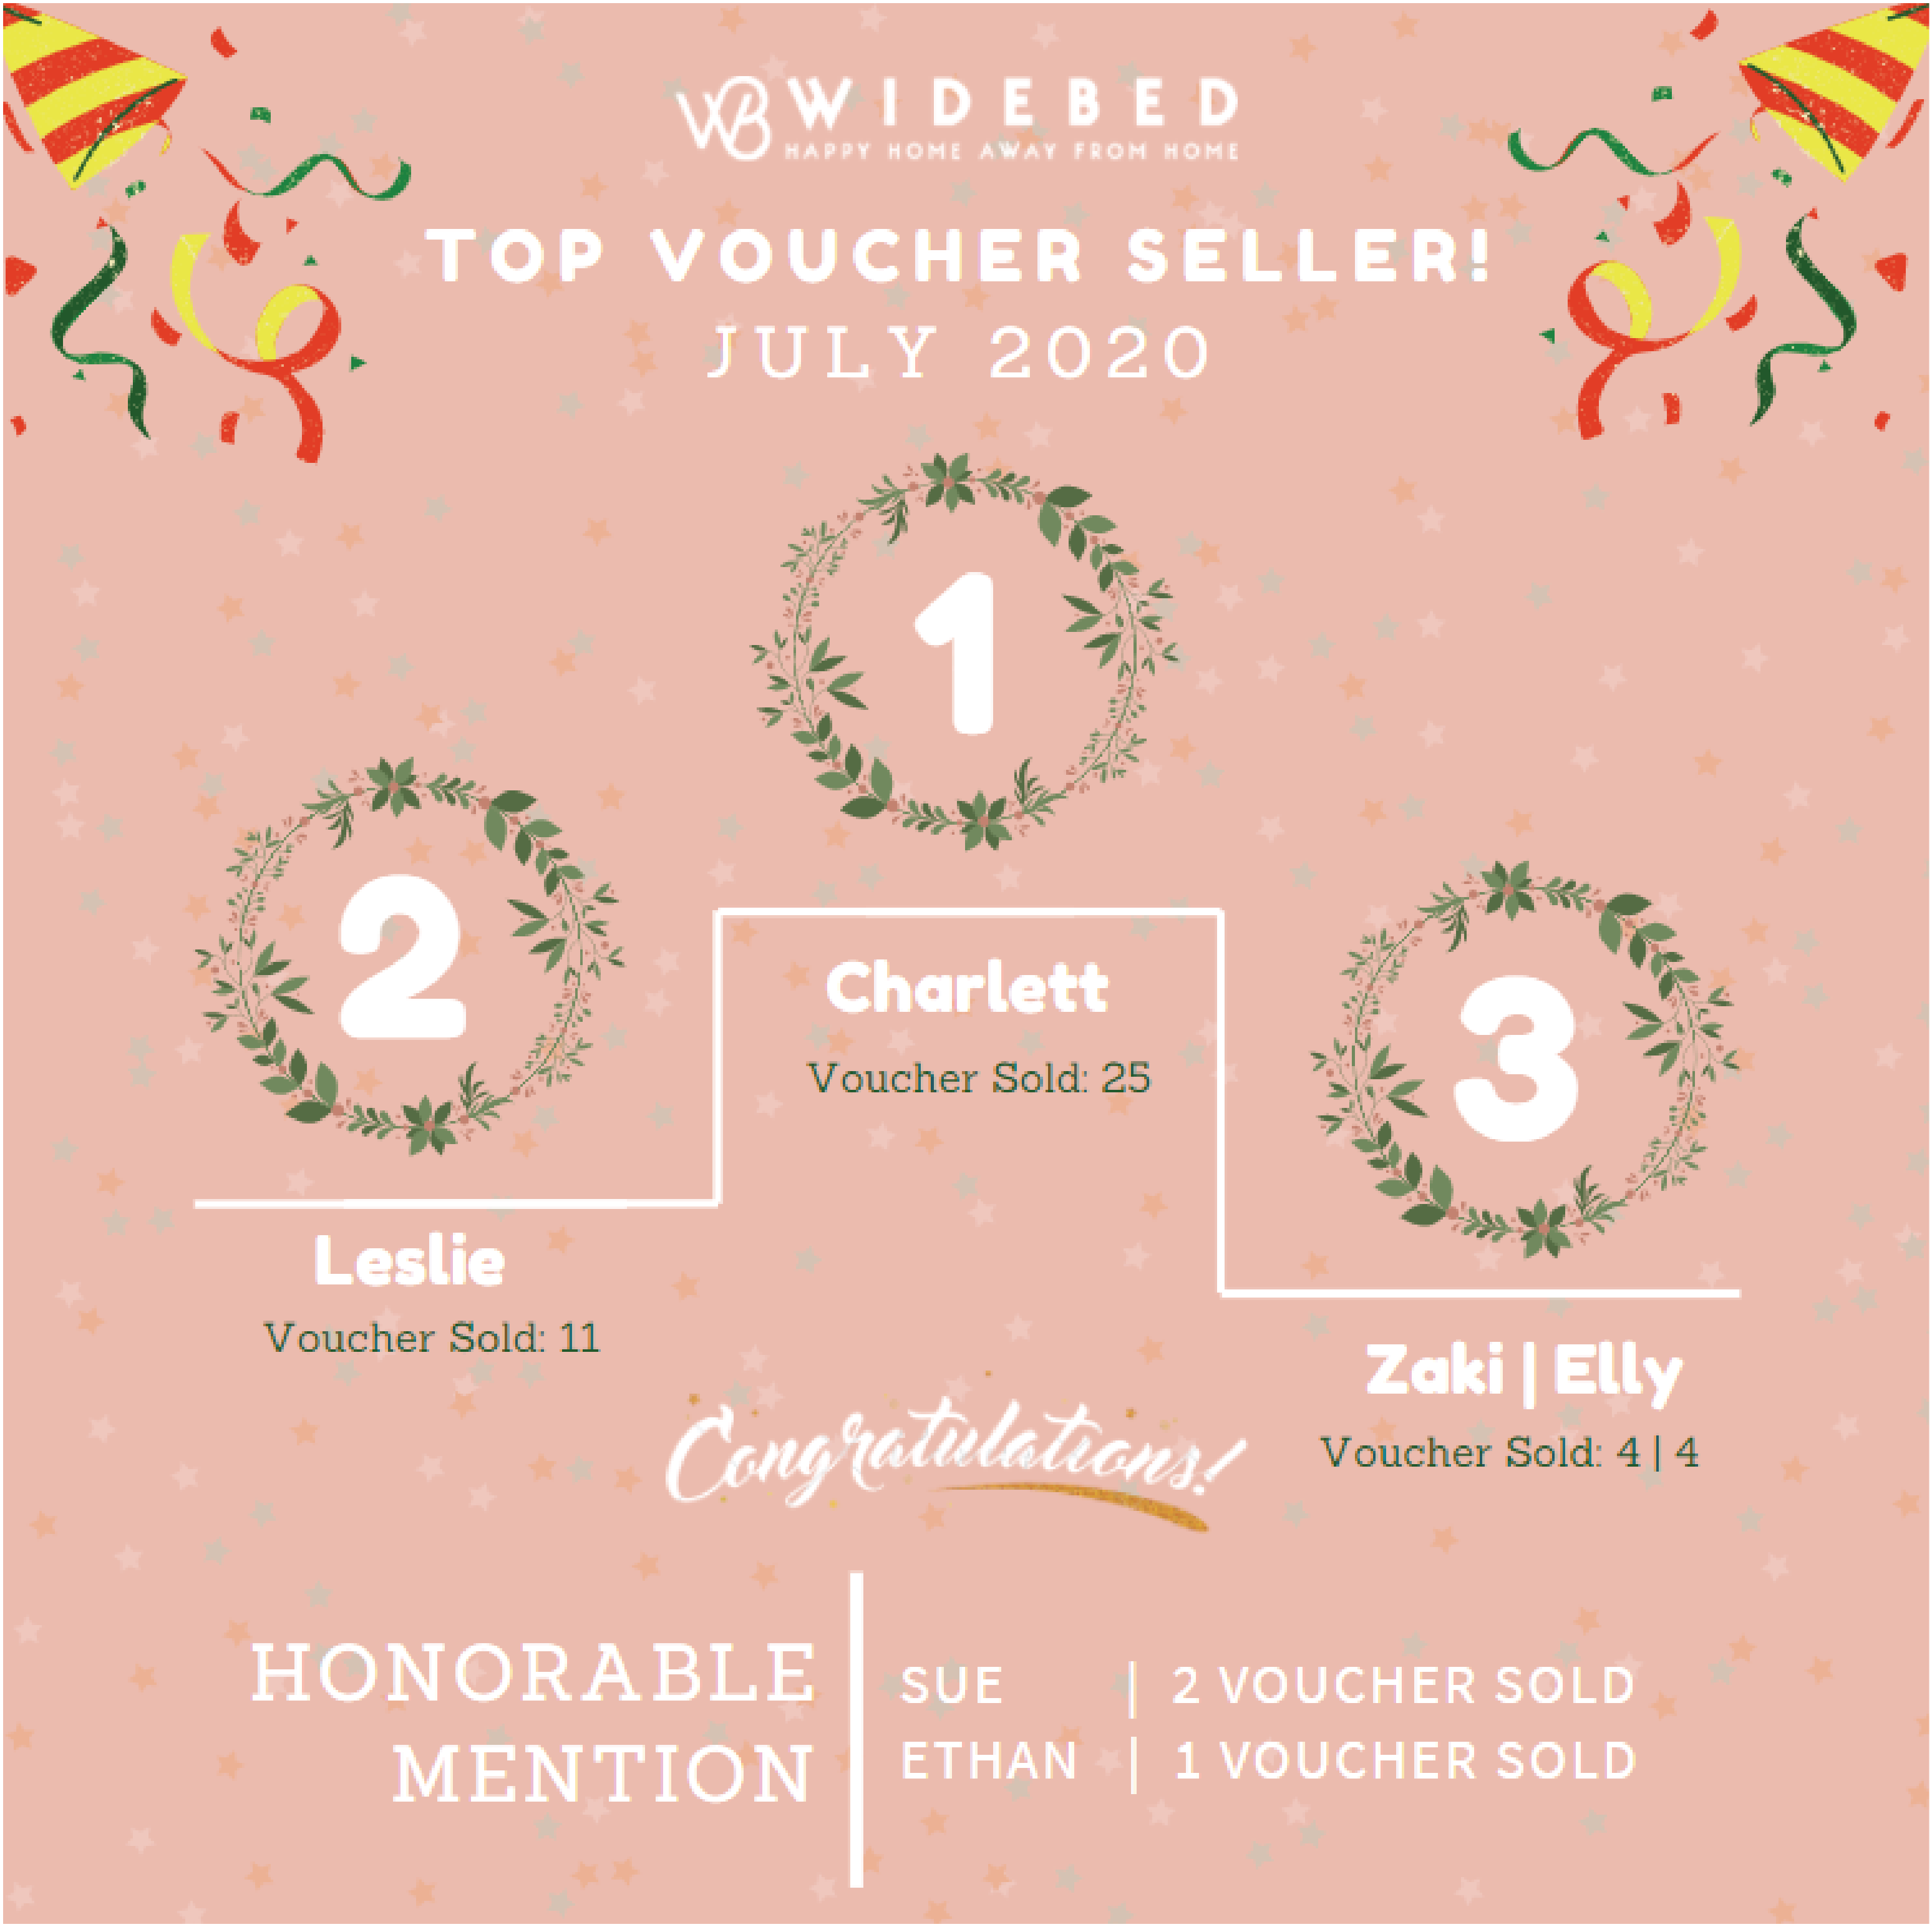 WB WIDEBED
HAPPY HOME AWAY FROM HOME
TOP VOUCHER SELLER!
JULY 2020
1
2
3
Charlett
Voucher Sold: 25
Leslie
Voucher Sold: 11
Zaki | Elly
Voucher Sold: 4 | 4
Congratulations!
HONORABLE
MENTION
SUE | 2 VOUCHER SOLD
ETHAN | 1 VOUCHER SOLD